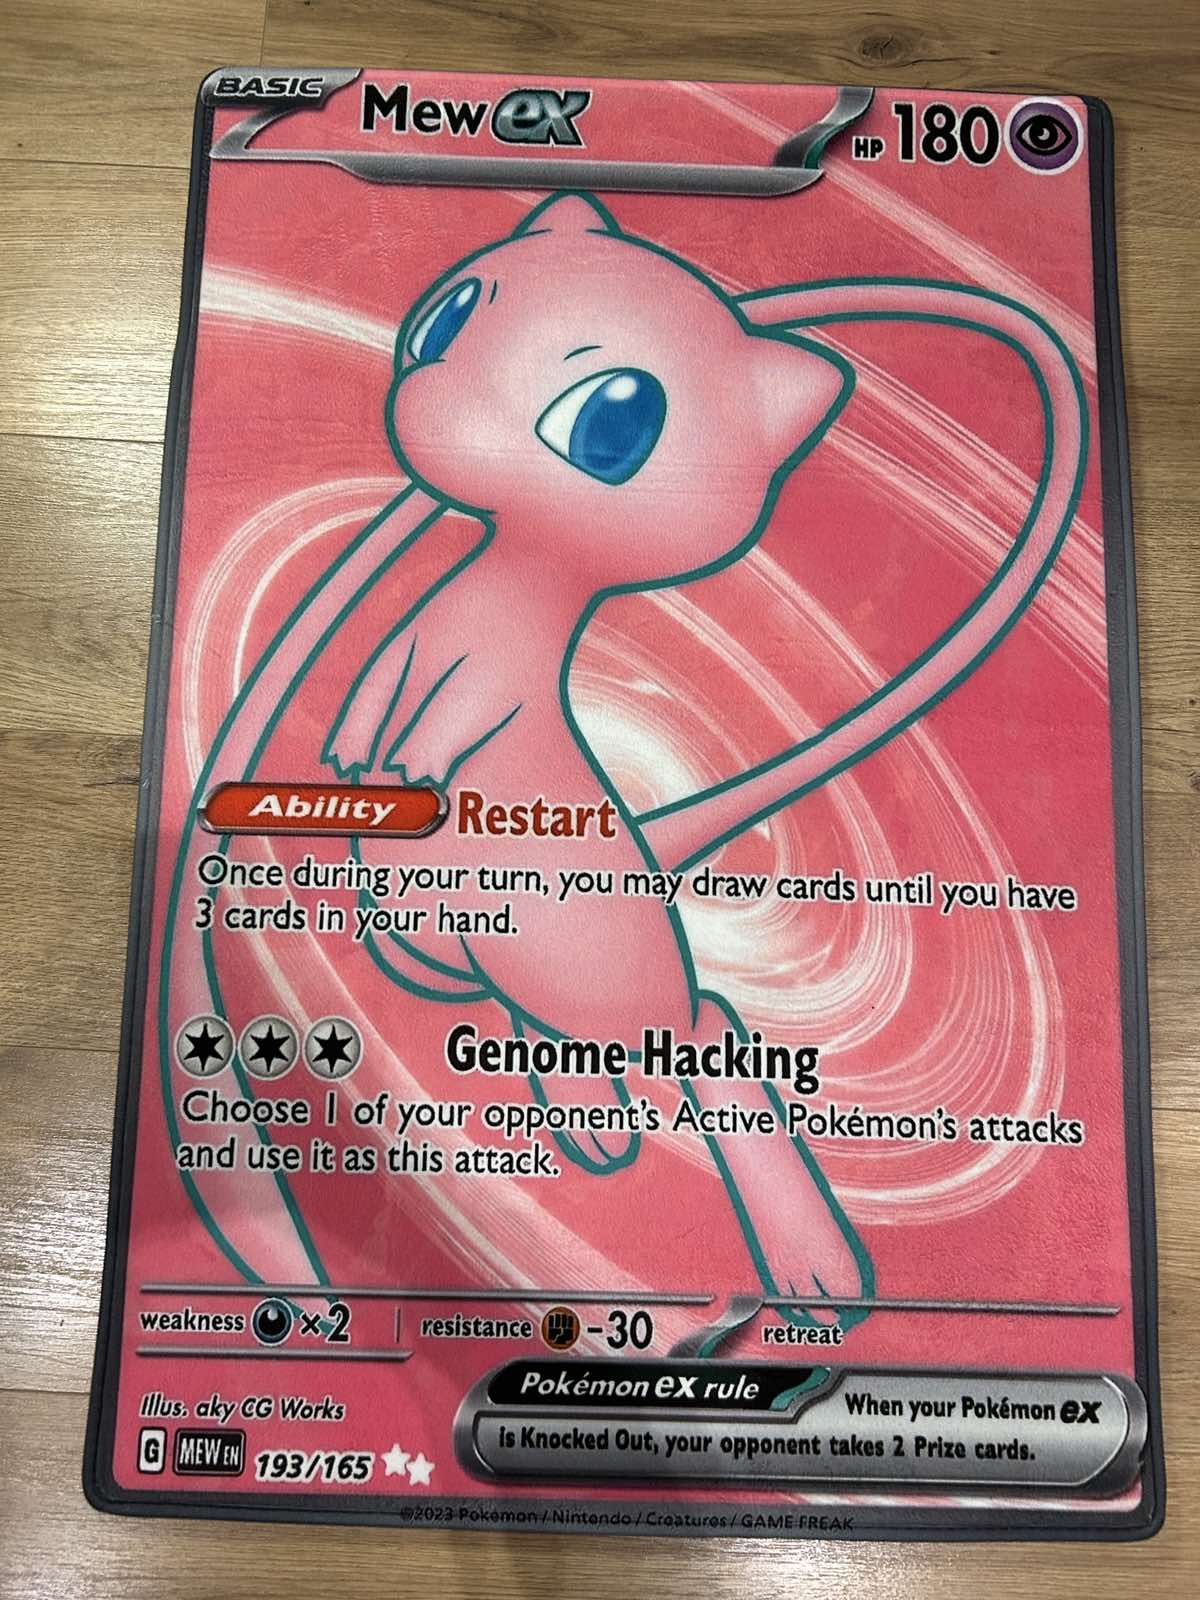 BASIC
Mew ex
HP 180
Ability Restart
Once during your turn, you may draw cards until you have
3 cards in your hand.
Genome Hacking
Choose 1 of your opponent's Active Pokémon's attacks
and use it as this attack.
weakness ×2 resistance -30 retreat
Pokémon ex rule
When your Pokémon ex
is Knocked Out, your opponent takes 2 Prize cards.
Illus. aky CG Works
G MEW EN 193/165
©2023 Pokémon / Nintendo / Creatures / GAME FREAK